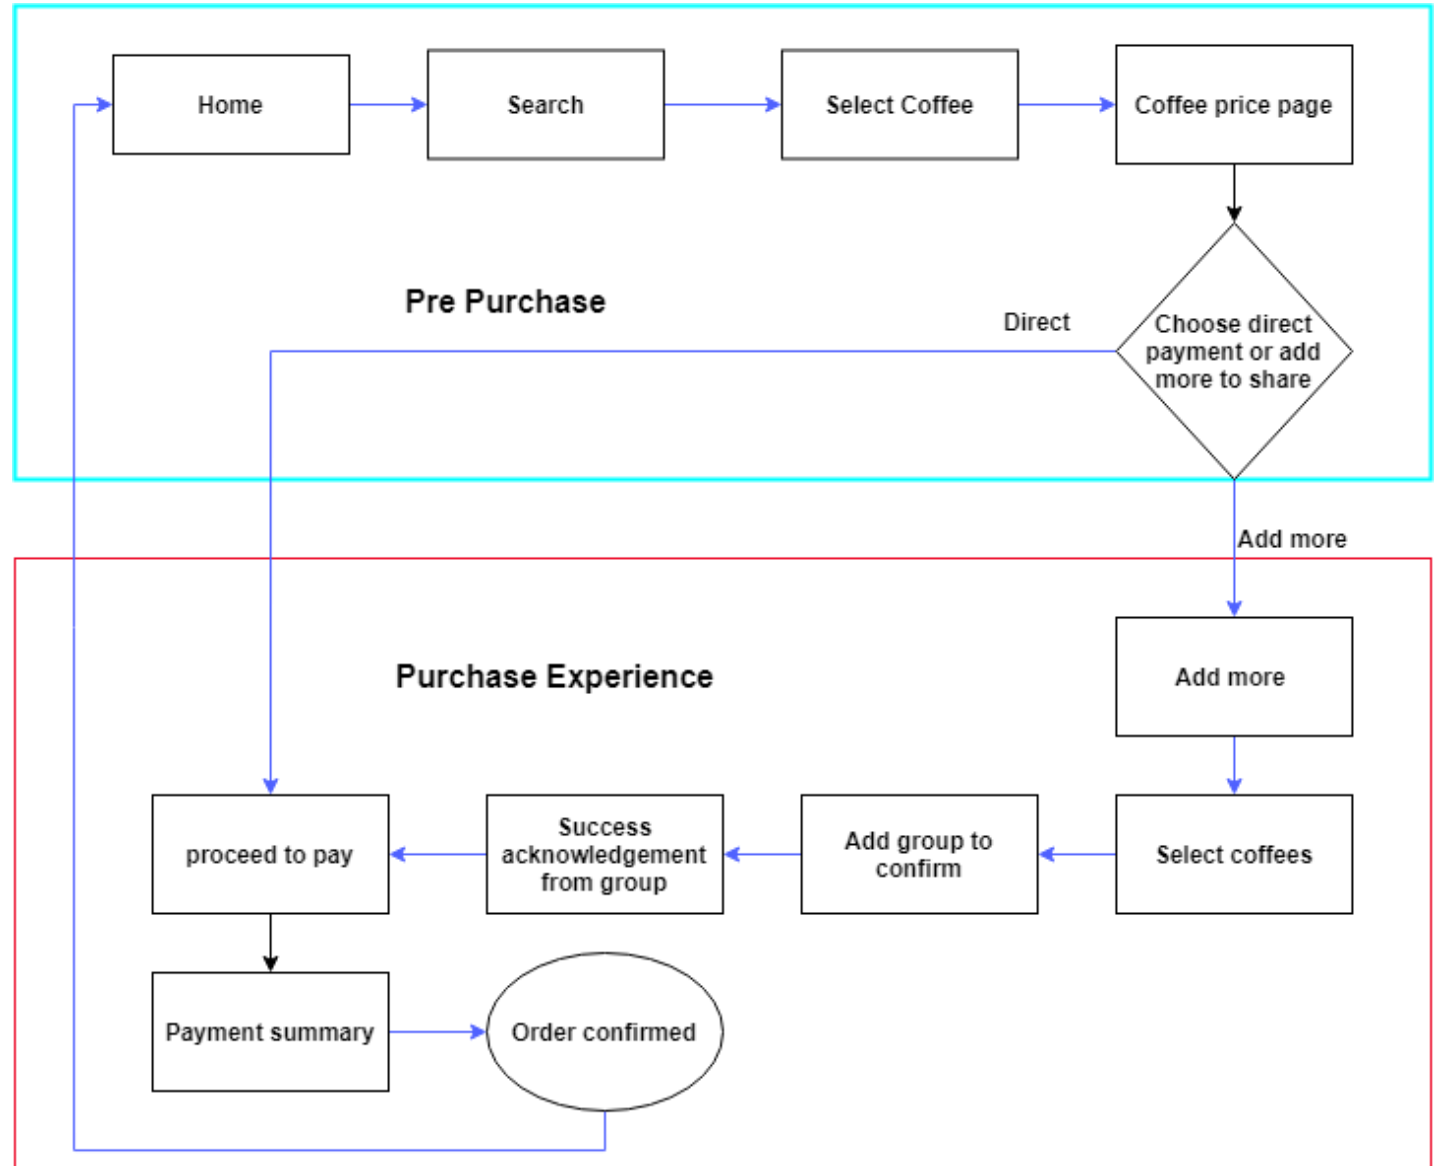 Home
Search
Select Coffee
Coffee price page
Pre Purchase
Direct
Choose direct
payment or add
more to share
Add more
Purchase Experience
Add more
proceed to pay
Success
acknowledgement
from group
Add group to
confirm
Select coffees
Payment summary
Order confirmed